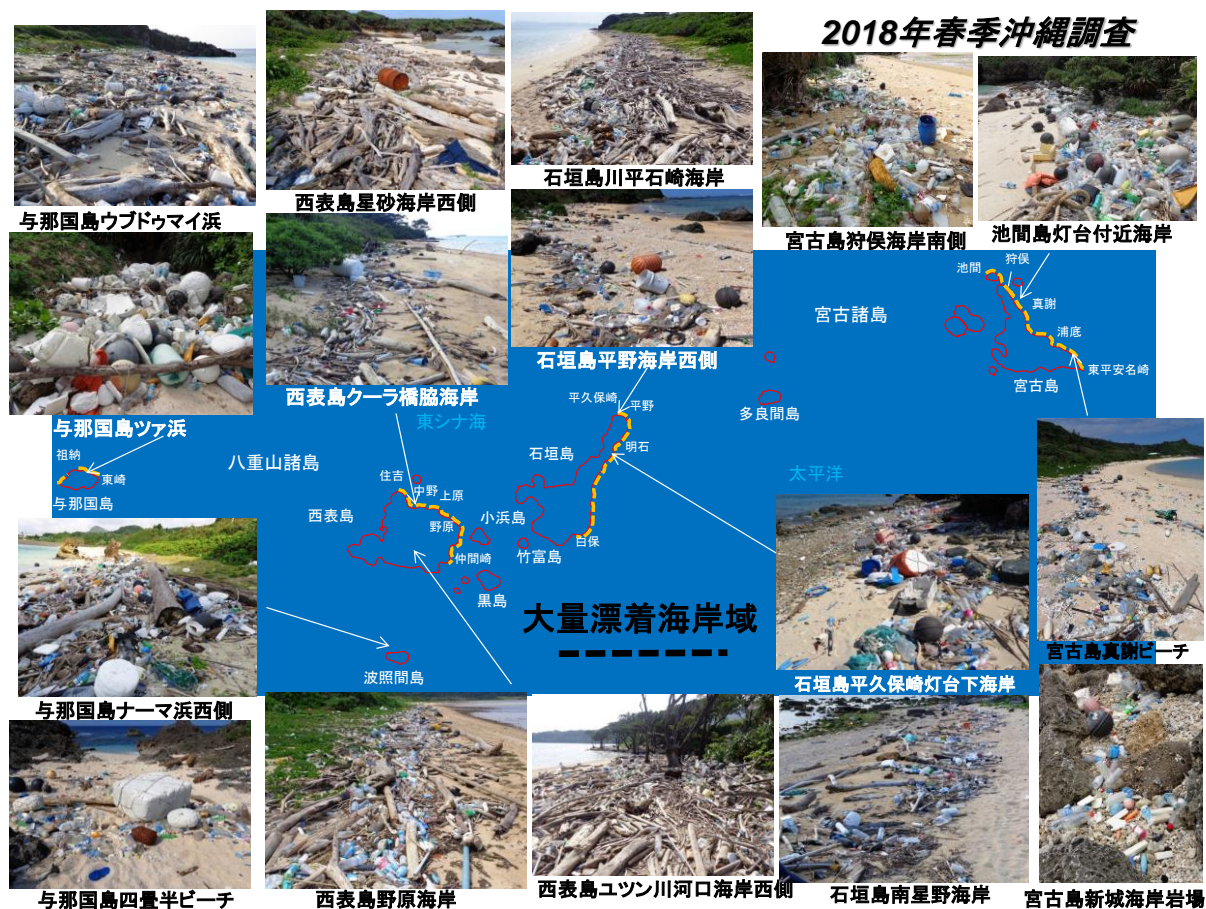 2018年春季沖縄調査
与那国島ウブドゥマイ浜
西表島星砂海岸西側
石垣島川平石崎海岸
宮古島狩俣海岸南側
池間島灯台付近海岸
与那国島ツァ浜
西表島クーラ橋脇海岸
石垣島平野海岸西側
池間
狩俣
真謝
浦底
東平安名崎
宮古諸島
宮古島
多良間島
平久保崎
平野
明石
石垣島
白保
東シナ海
太平洋
八重山諸島
祖納
東崎
与那国島
住吉
中野
上原
西表島
野原
仲間崎
小浜島
竹富島
黒島
波照間島
大量漂着海岸域
与那国島ナーマ浜西側
石垣島平久保崎灯台下海岸
宮古島真謝ビーチ
与那国島四畳半ビーチ
西表島野原海岸
西表島ユツン川河口海岸西側
石垣島南星野海岸
宮古島新城海岸岩場